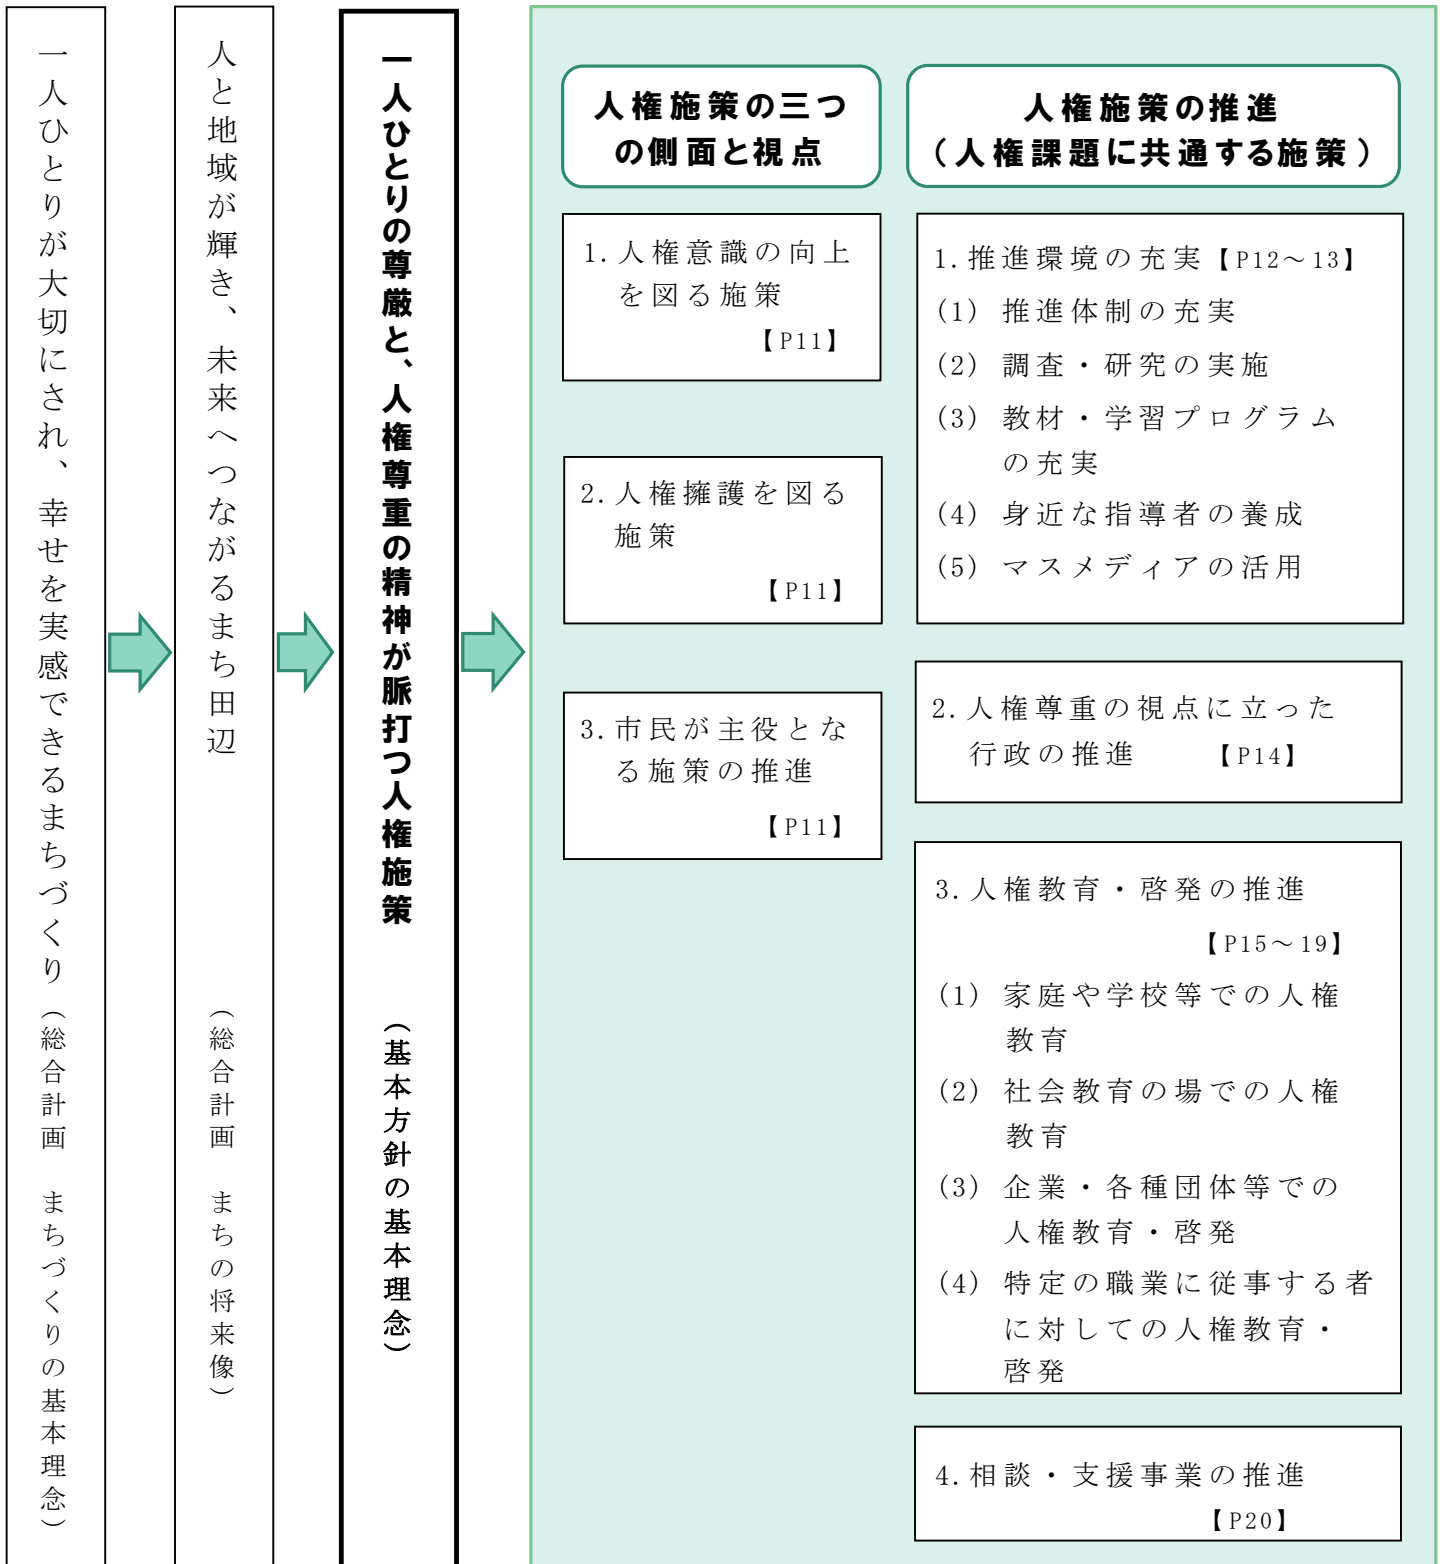 一人ひとりが大切にされ、幸せを実感できるまちづくり（総合計画　まちづくりの基本理念）
人と地域が輝き、未来へつながるまち田辺　（総合計画　まちの将来像）
一人ひとりの尊厳と、人権尊重の精神が脈打つ人権施策　（基本方針の基本理念）
人権施策の三つ
の側面と視点
1.人権意識の向上
を図る施策
【P11】
2.人権擁護を図る
施策
【P11】
3.市民が主役とな
る施策の推進
【P11】
人権施策の推進
（人権課題に共通する施策）
1.推進環境の充実【P12～13】
(1) 推進体制の充実
(2) 調査・研究の実施
(3) 教材・学習プログラム
の充実
(4) 身近な指導者の養成
(5) マスメディアの活用
2.人権尊重の視点に立った
行政の推進　【P14】
3.人権教育・啓発の推進
【P15～19】
(1) 家庭や学校等での人権
教育
(2) 社会教育の場での人権
教育
(3) 企業・各種団体等での
人権教育・啓発
(4) 特定の職業に従事する者
に対しての人権教育・
啓発
4.相談・支援事業の推進
【P20】